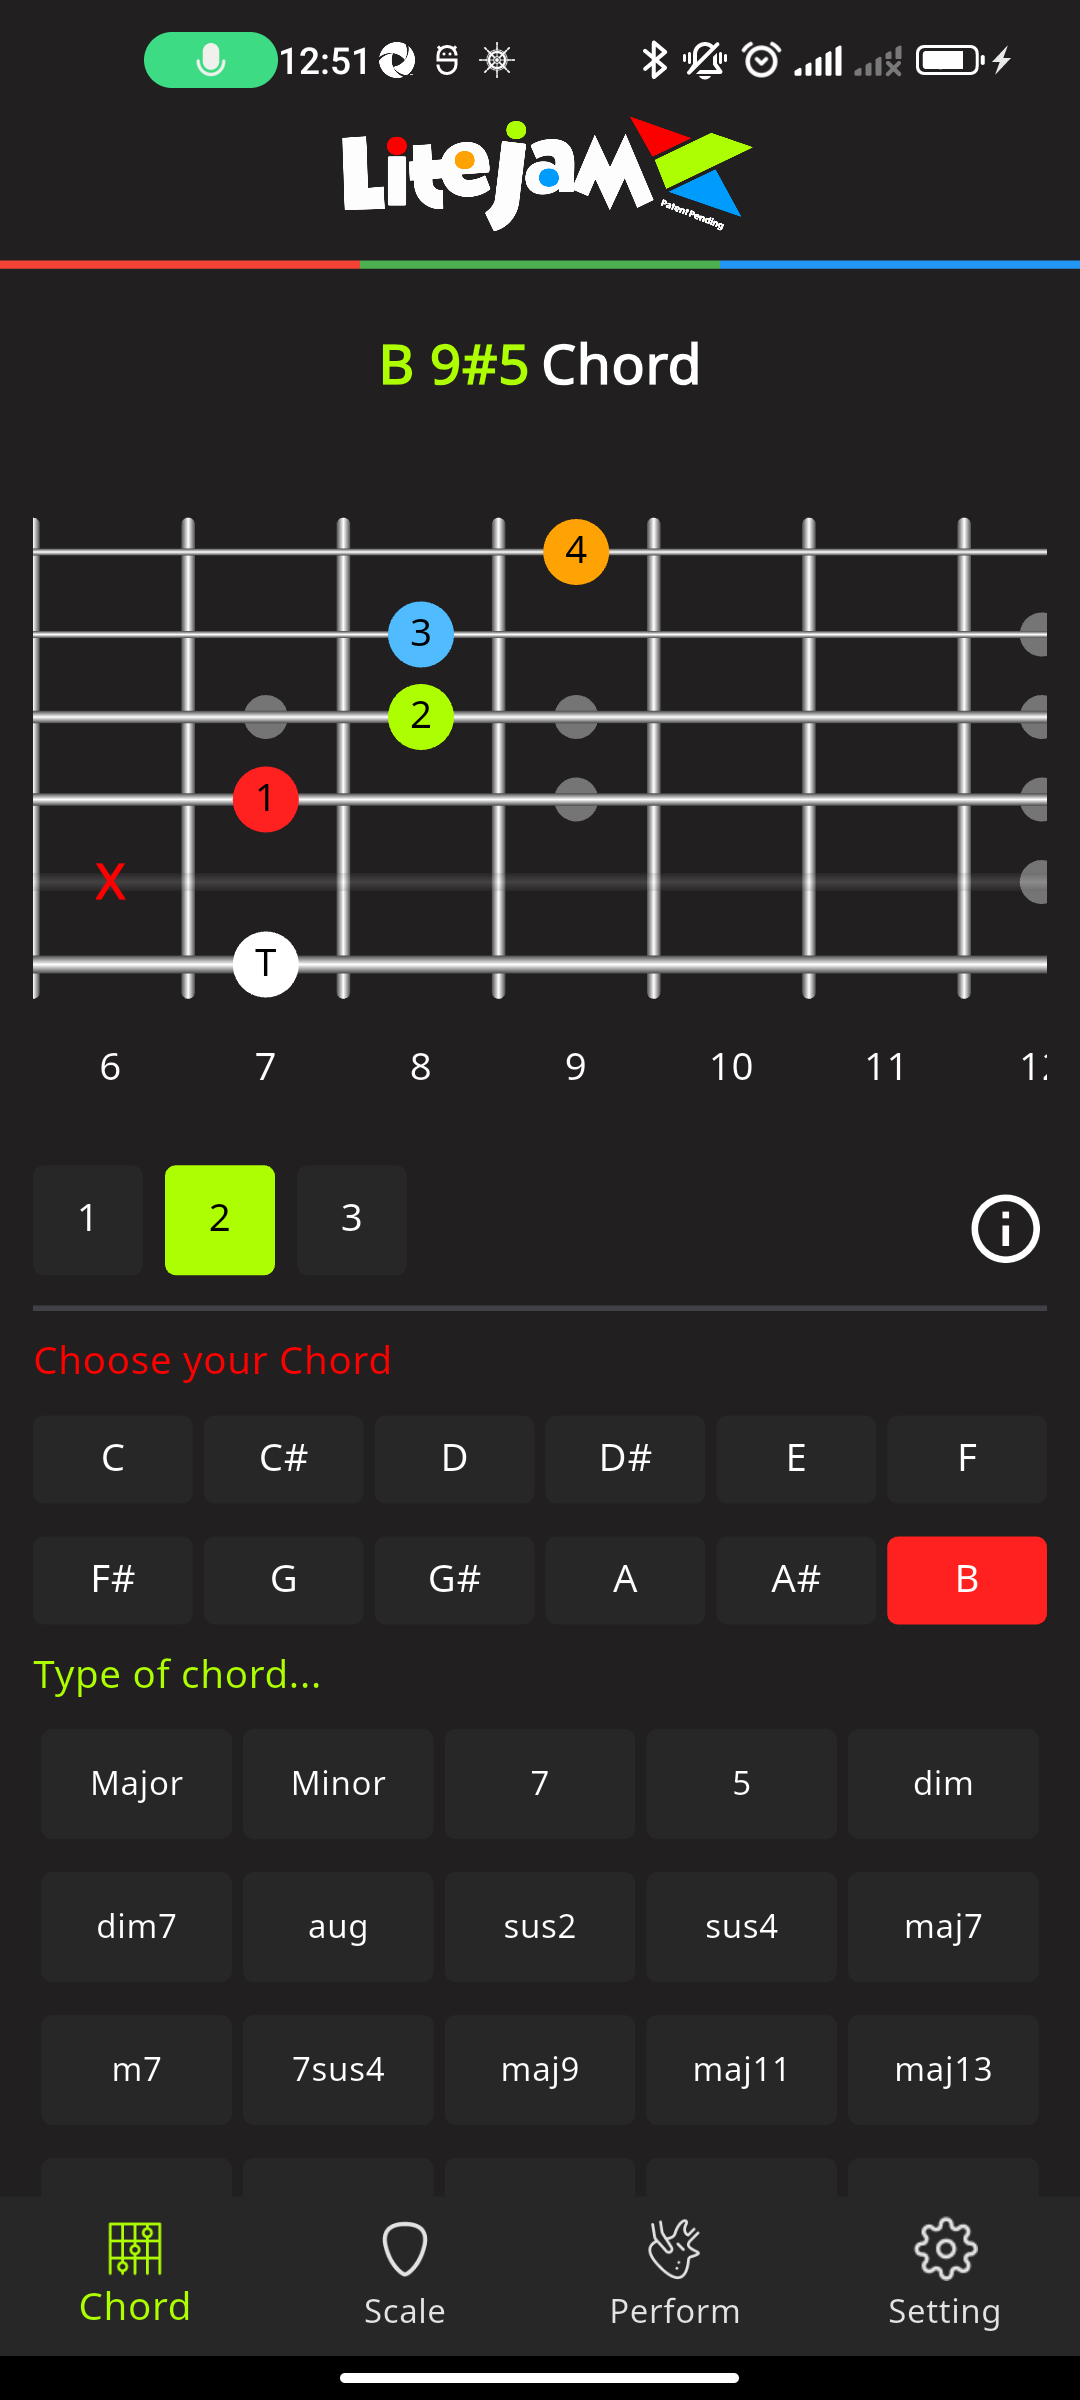 12:51
Litejam
Patent Pending
B 9#5 Chord
4
3
2
1
X
T
6 7 8 9 10 11 12
1 2 3
Choose your Chord
C C# D D# E F
F# G G# A A# B
Type of chord...
Major Minor 7 5 dim
dim7 aug sus2 sus4 maj7
m7 7sus4 maj9 maj11 maj13
Chord Scale Perform Setting